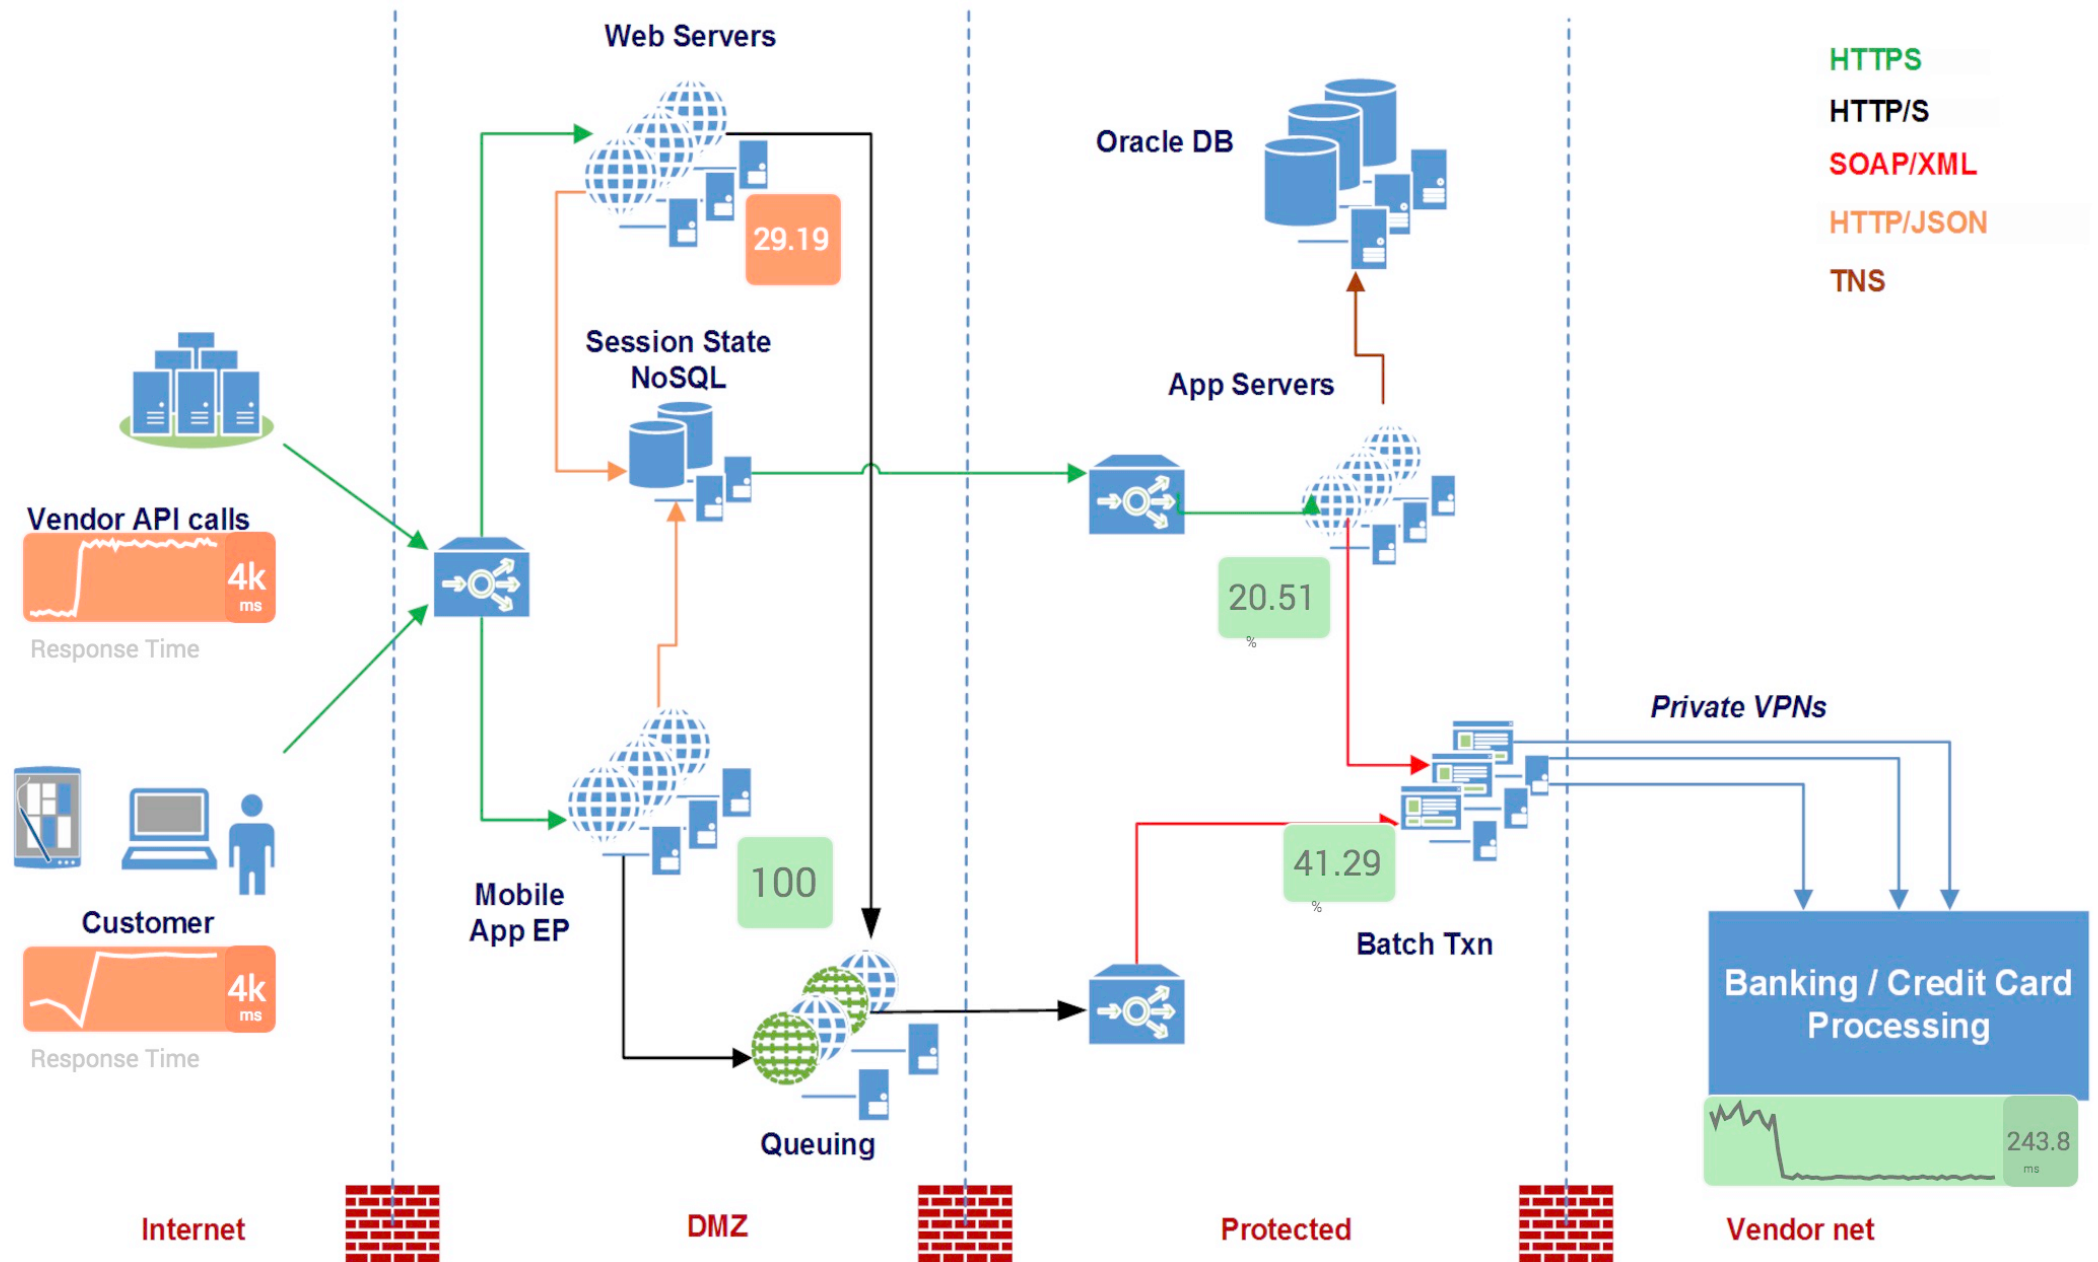 Web Servers
29.19
Session State
NoSQL
Oracle DB
App Servers
HTTPS
HTTP/S
SOAP/XML
HTTP/JSON
TNS
Vendor API calls
4k
ms
Response Time
Customer
4k
ms
Response Time
Mobile
App EP
100
Queuing
20.51
%
41.29
%
Batch Txn
Private VPNs
Banking / Credit Card
Processing
243.8
ms
Internet
DMZ
Protected
Vendor net